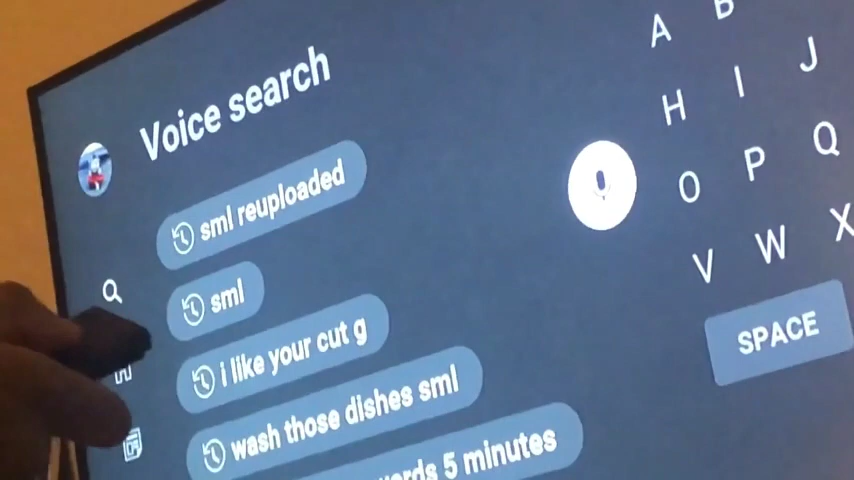 Voice search
sml reuploaded
sml
i like your cut g
wash those dishes sml
5 minutes
A B
H I J
O P Q
V W X
SPACE